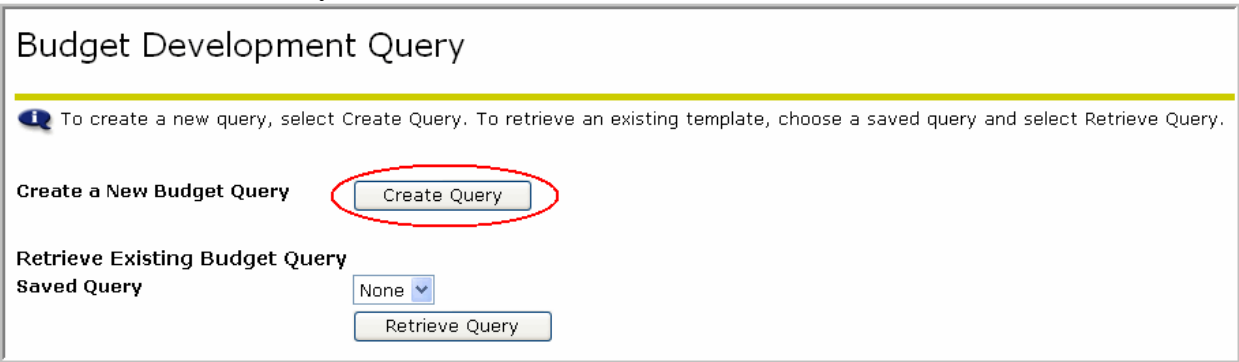 Budget Development Query
To create a new query, select Create Query. To retrieve an existing template, choose a saved query and select Retrieve Query.
Create a New Budget Query Create Query
Retrieve Existing Budget Query
Saved Query None
Retrieve Query